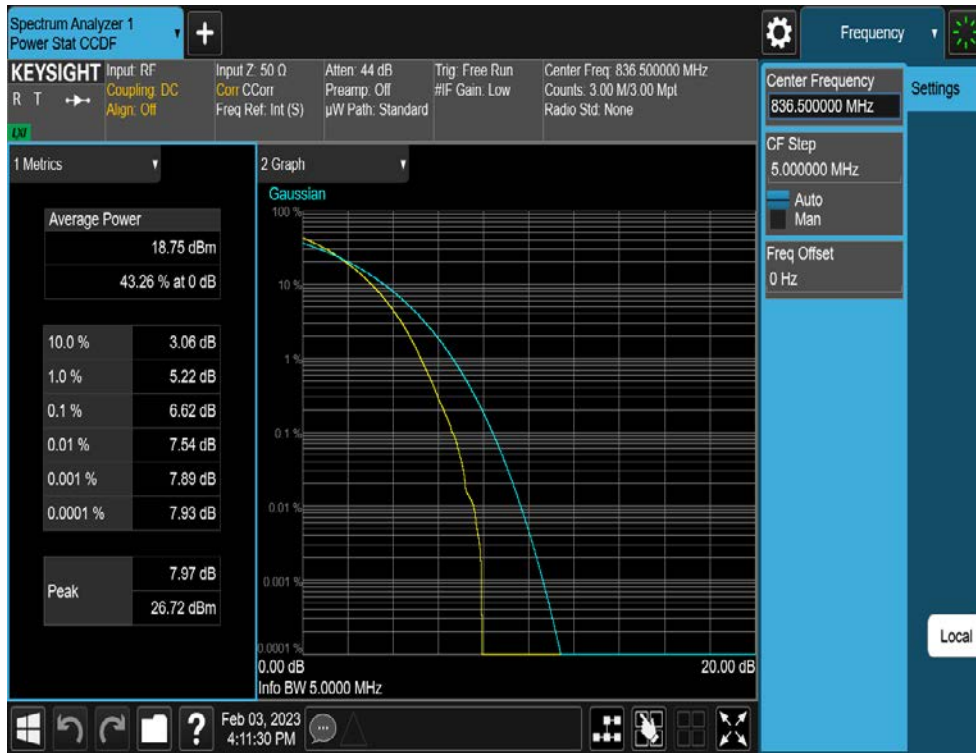 Spectrum Analyzer 1
Power Stat CCDF
+
Frequency
KEYSIGHT
R T
LXI
Input: RF
Coupling: DC
Align: Off
Input Z: 50 Ω
Corr CCorr
Freq Ref: Int (S)
Atten: 44 dB
Preamp: Off
µW Path: Standard
Trig: Free Run
#IF Gain: Low
Center Freq: 836.500000 MHz
Counts: 3.00 M/3.00 Mpt
Radio Std: None
Center Frequency
836.500000 MHz
Settings
CF Step
5.000000 MHz
Auto
Man
Freq Offset
0 Hz
1 Metrics
Average Power
18.75 dBm
43.26 % at 0 dB
10.0 % 3.06 dB
1.0 % 5.22 dB
0.1 % 6.62 dB
0.01 % 7.54 dB
0.001 % 7.89 dB
0.0001 % 7.93 dB
Peak
7.97 dB
26.72 dBm
2 Graph
Gaussian
100 %
10 %
1 %
0.1 %
0.01 %
0.001 %
0.0001 %
0.00 dB 20.00 dB
Info BW 5.0000 MHz
Local
?
Feb 03, 2023
4:11:30 PM